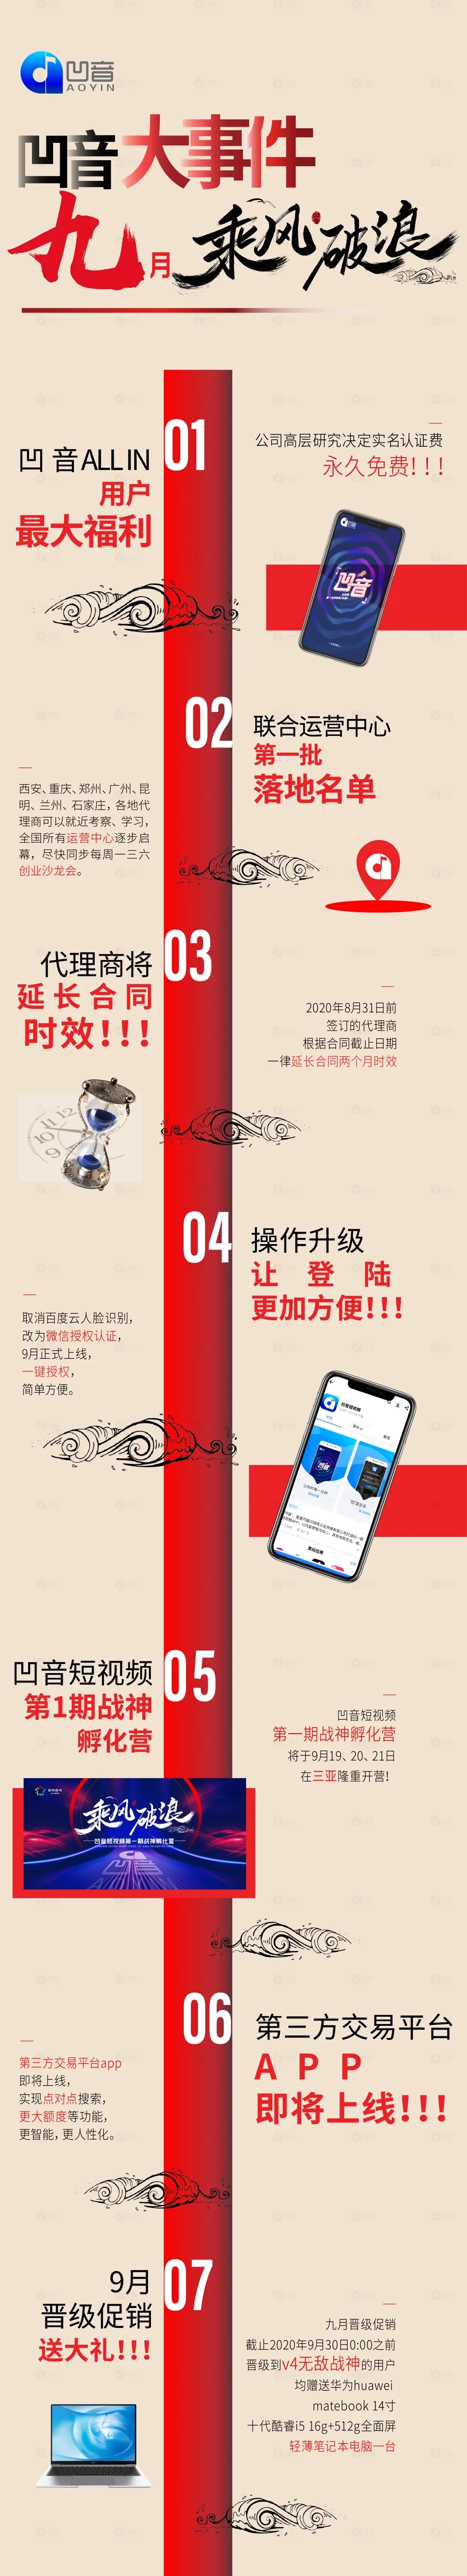 凹音
AOYIN
凹音大事件
九月 乘风破浪
01
凹 音ALL IN
用户
最大福利
公司高层研究决定实名认证费
永久免费!!!
凹音
02
联合运营中心
第一批
落地名单
西安、重庆、郑州、广州、昆
明、兰州、石家庄，各地代
理商可以就近考察、学习，
全国所有运营中心逐步启
幕，尽快同步每周一三六
创业沙龙会。
03
代理商将
延长合同
时效!!!
2020年8月31日前
签订的代理商
根据合同截止日期
一律延长合同两个月时效
04
操作升级
让 登 陆
更加方便!!!
取消百度云人脸识别，
改为微信授权认证，
9月正式上线，
一键授权，
简单方便。
05
凹音短视频
第1期战神
孵化营
凹音短视频
第一期战神孵化营
将于9月19、20、21日
在三亚隆重开营!
乘风破浪
凹音短视频第一期战神孵化营
06
第三方交易平台
A P P
即将上线!!!
第三方交易平台app
即将上线，
实现点对点搜索，
更大额度等功能，
更智能，更人性化。
07
9月
晋级促销
送大礼!!!
九月晋级促销
截止2020年9月30日0:00之前
晋级到v4无敌战神的用户
均赠送华为huawei
matebook 14寸
十代酷睿i5 16g+512g全面屏
轻薄笔记本电脑一台